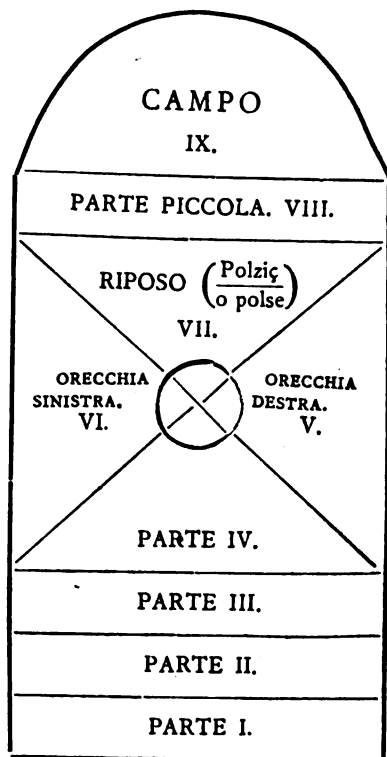 CAMPO
IX.
PARTE PICCOLA. VIII.
RIPOSO (Polziç
o polse)
VII.
ORECCHIA
SINISTRA.
VI.
ORECCHIA
DESTRA.
V.
PARTE IV.
PARTE III.
PARTE II.
PARTE I.